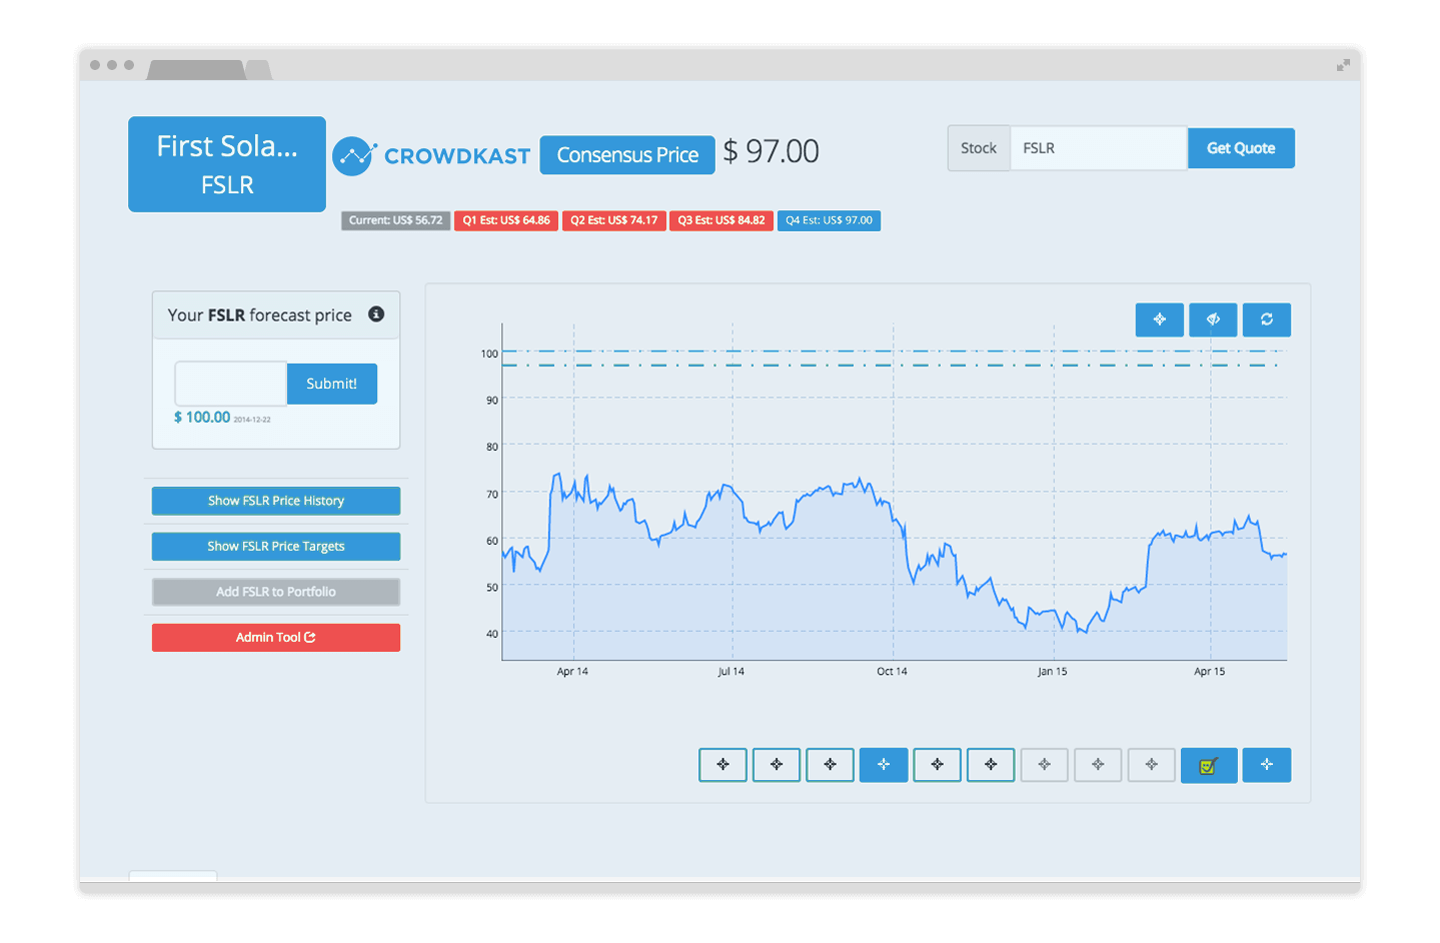 First Sola...
FSLR
CROWDKAST
Consensus Price
$ 97.00
Stock
FSLR
Get Quote
Current: US$ 56.72
Q1 Est: US$ 64.86
Q2 Est: US$ 74.17
Q3 Est: US$ 84.82
Q4 Est: US$ 97.00
Your FSLR forecast price
Submit!
$ 100.00 2014-12-22
Show FSLR Price History
Show FSLR Price Targets
Add FSLR to Portfolio
Admin Tool
100
90
80
70
60
50
40
Apr 14
Jul 14
Oct 14
Jan 15
Apr 15